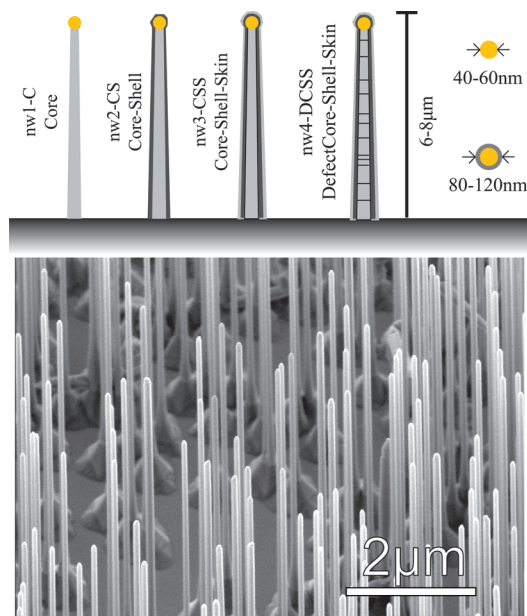 nw1-C
Core
nw2-CS
Core-Shell
nw3-CSS
Core-Shell-Skin
nw4-DCSS
DefectCore-Shell-Skin
6-8μm
40-60nm
80-120nm
2μm